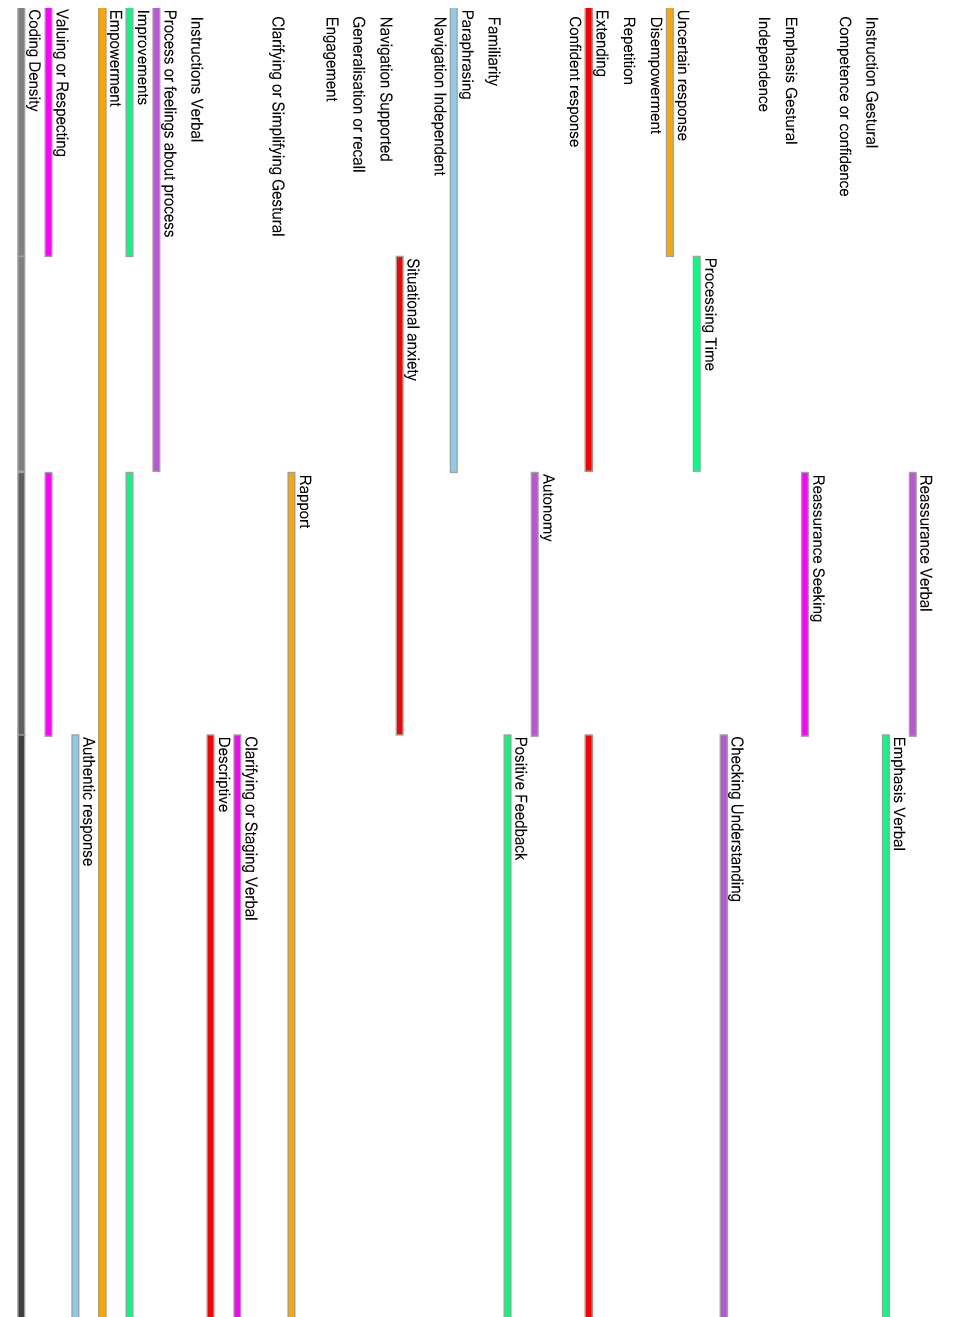 Coding Density
Valuing or Respecting
Authentic response
Empowerment
Improvements
Process or feelings about process
Instructions Verbal
Descriptive
Clarifying or Staging Verbal
Clarifying or Simplifying Gestural
Rapport
Engagement
Generalisation or recall
Navigation Supported
Situational anxiety
Navigation Independent
Paraphrasing
Familiarity
Positive Feedback
Autonomy
Confident response
Extending
Repetition
Disempowerment
Uncertain response
Processing Time
Checking Understanding
Independence
Emphasis Gestural
Reassurance Seeking
Competence or confidence
Instruction Gestural
Emphasis Verbal
Reassurance Verbal